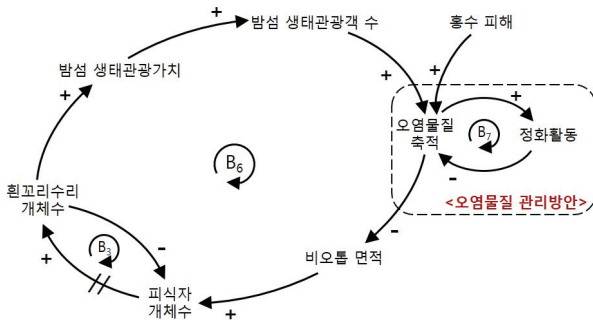 밤섬 생태관광객 수
홍수 피해
밤섬 생태관광가치
+
+
+
+
+
오염물질
축적
B7
정화활동
+
-
<오염물질 관리방안>
B6
흰꼬리수리
개체수
-
비오톱 면적
B3
-
+
피식자
개체수
+